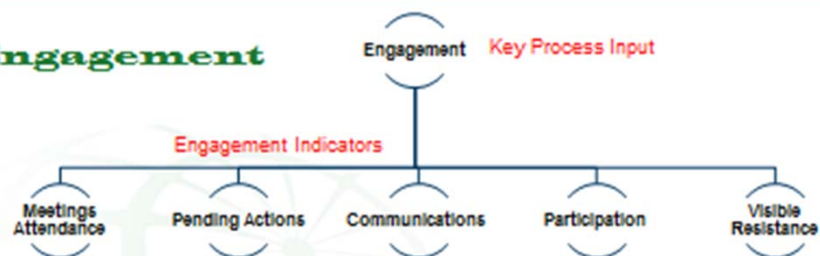 ngagement
Engagement
Key Process Input
Engagement Indicators
Meetings
Attendance
Pending Actions
Communications
Participation
Visible
Resistance